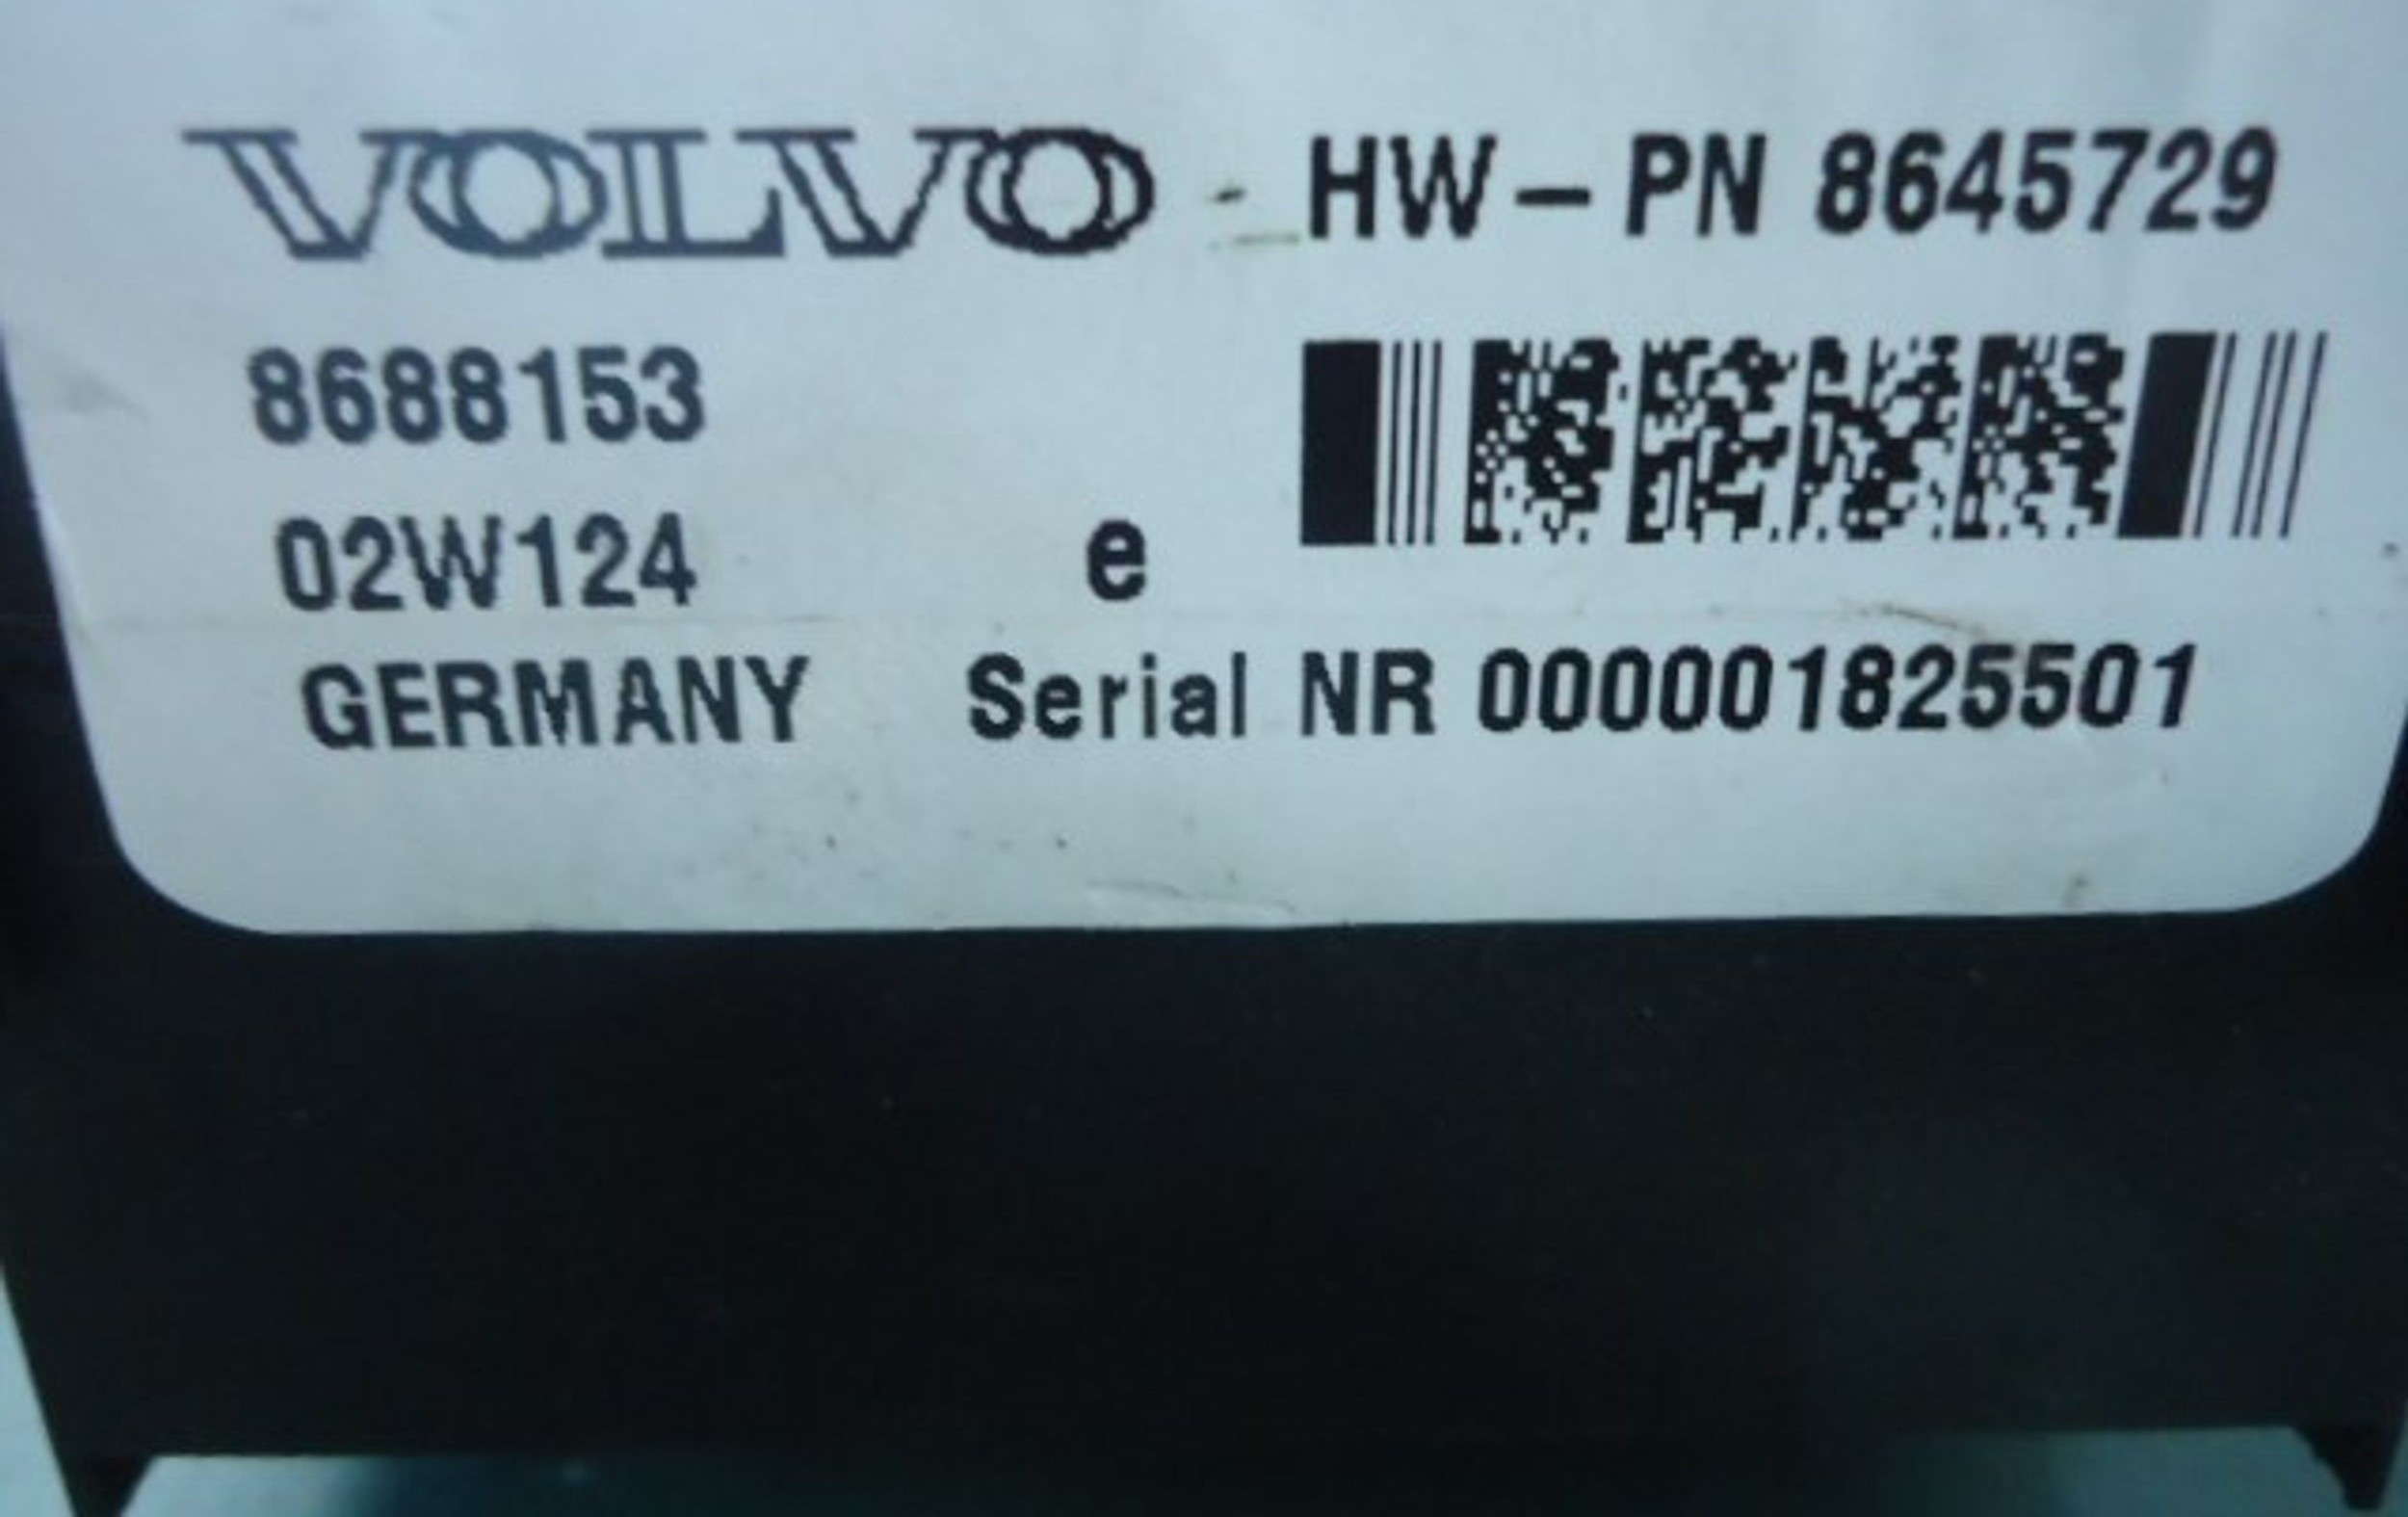 VOLVO HW-PN 8645729
8688153
02W124 e
GERMANY Serial NR 000001825501